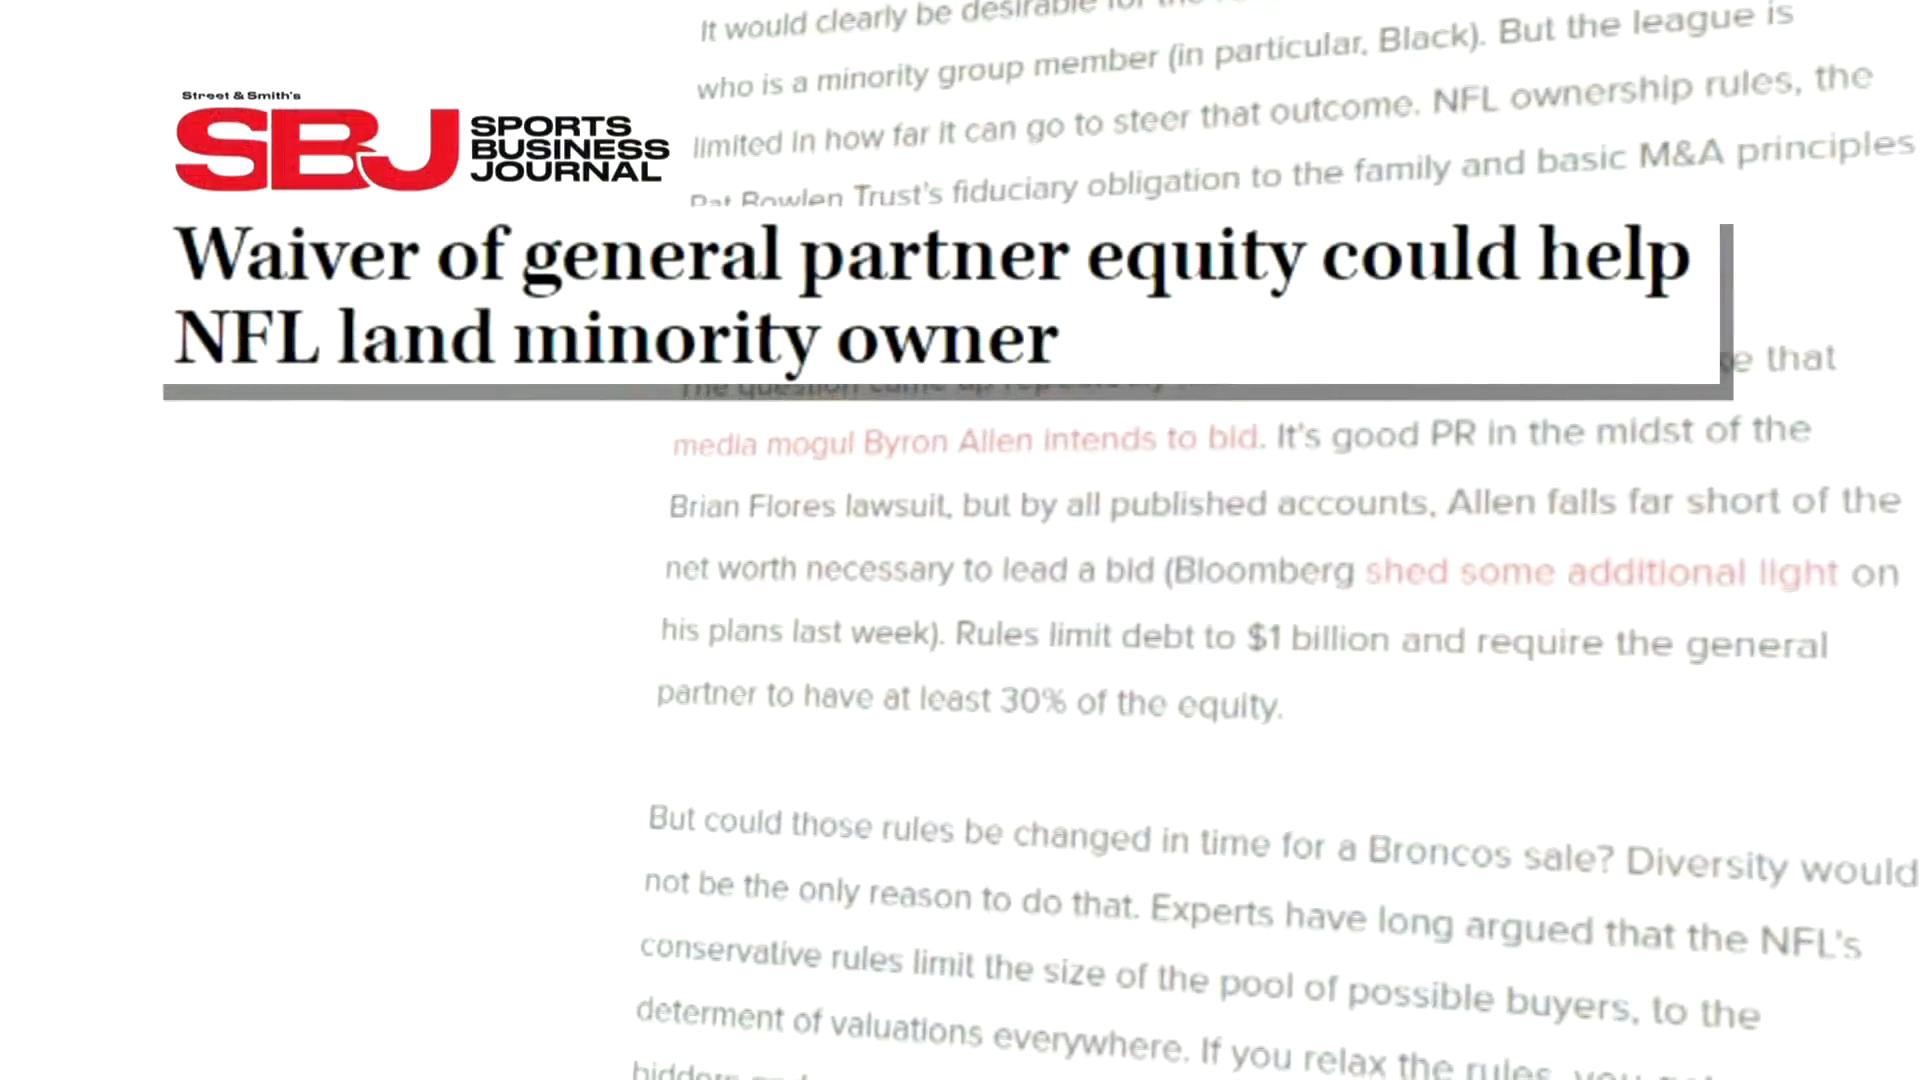 It would clearly be desirable for the
who is a minority group member (in particular, Black). But the league is
Street & Smith's
SBJ SPORTS BUSINESS JOURNAL
limited in how far it can go to steer that outcome. NFL ownership rules, the
Pat Bowlen Trust's fiduciary obligation to the family and basic M&A principles
Waiver of general partner equity could help
NFL land minority owner
that
The question came up
media mogul Byron Allen intends to bid. It's good PR in the midst of the
Brian Flores lawsuit, but by all published accounts, Allen falls far short of the
net worth necessary to lead a bid (Bloomberg shed some additional light on
his plans last week). Rules limit debt to $1 billion and require the general
partner to have at least 30% of the equity.
But could those rules be changed in time for a Broncos sale? Diversity would
not be the only reason to do that. Experts have long argued that the NFL's
conservative rules limit the size of the pool of possible buyers, to the
determent of valuations everywhere. If you relax the rules, you